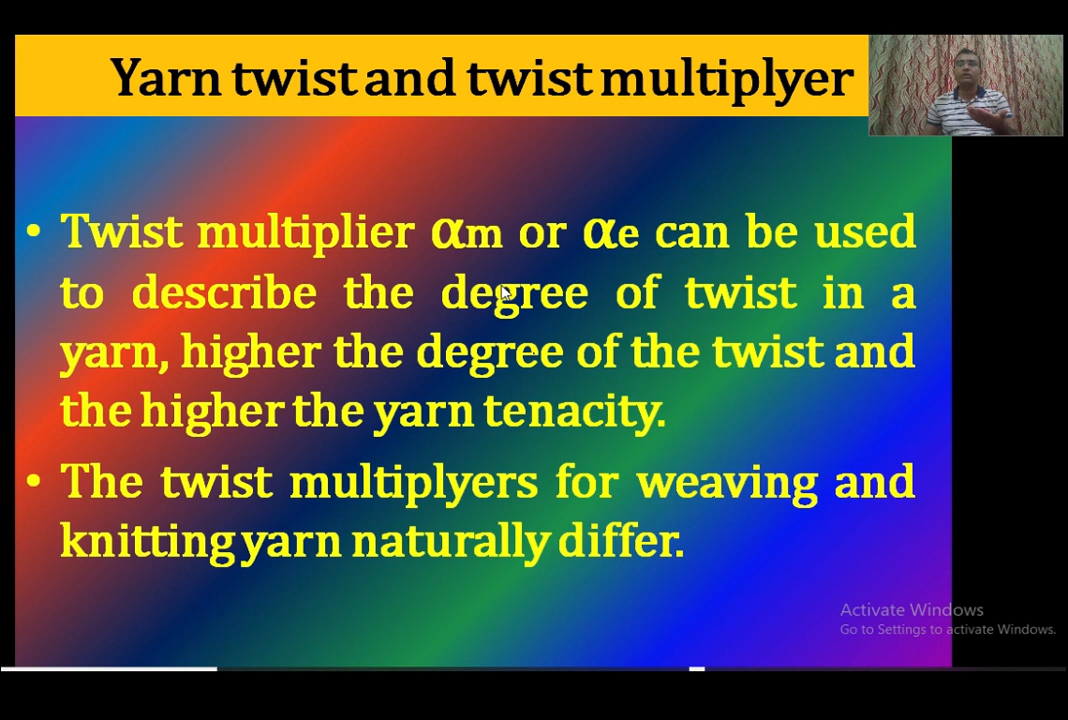 Yarn twist and twist multiplyer
• Twist multiplier αm or αe can be used
to describe the degree of twist in a
yarn, higher the degree of the twist and
the higher the yarn tenacity.
• The twist multiplyers for weaving and
knitting yarn naturally differ.
Activate Windows
Go to Settings to activate Windows.